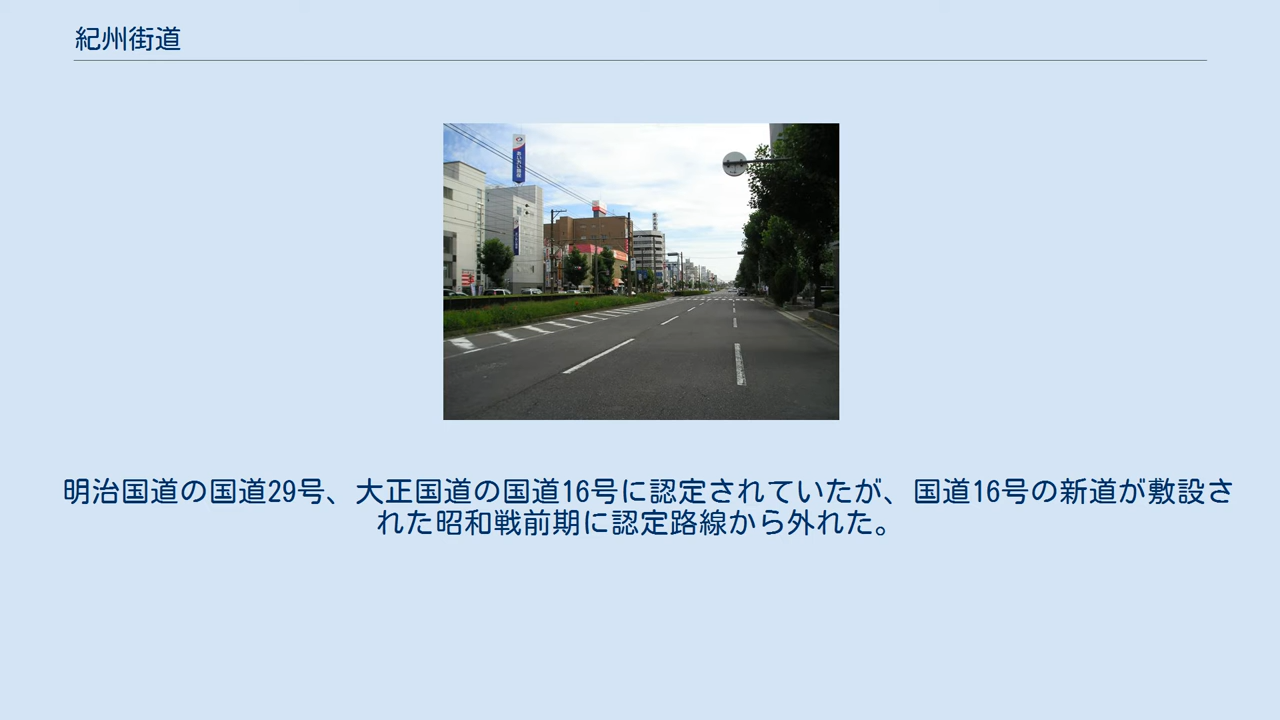 紀州街道
明治国道の国道29号、大正国道の国道16号に認定されていたが、国道16号の新道が敷設さ
れた昭和戦前期に認定路線から外れた。